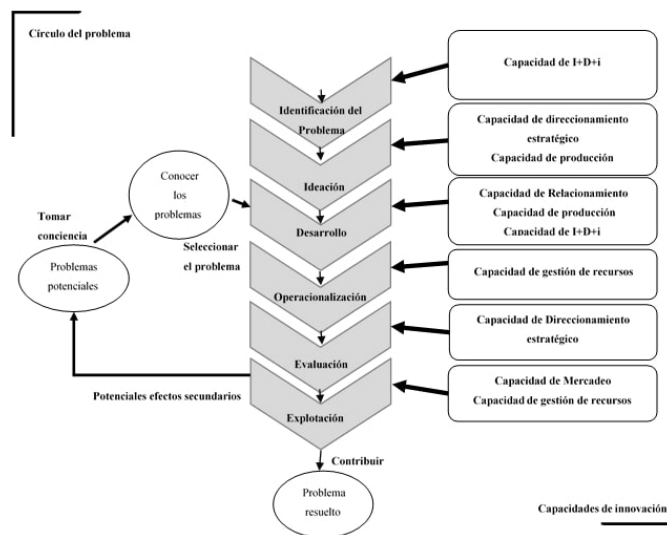 Círculo del problema
Capacidad de I+D+i
Identificación del
Problema
Capacidad de direccionamiento
estratégico
Capacidad de producción
Ideación
Conocer
los
problemas
Capacidad de Relacionamiento
Capacidad de producción
Capacidad de I+D+i
Tomar
conciencia
Desarrollo
Seleccionar
el problema
Problemas
potenciales
Capacidad de gestión de recursos
Operacionalización
Capacidad de Direccionamiento
estratégico
Evaluación
Potenciales efectos secundarios
Capacidad de Mercadeo
Capacidad de gestión de recursos
Explotación
Contribuir
Problema
resuelto
Capacidades de innovación